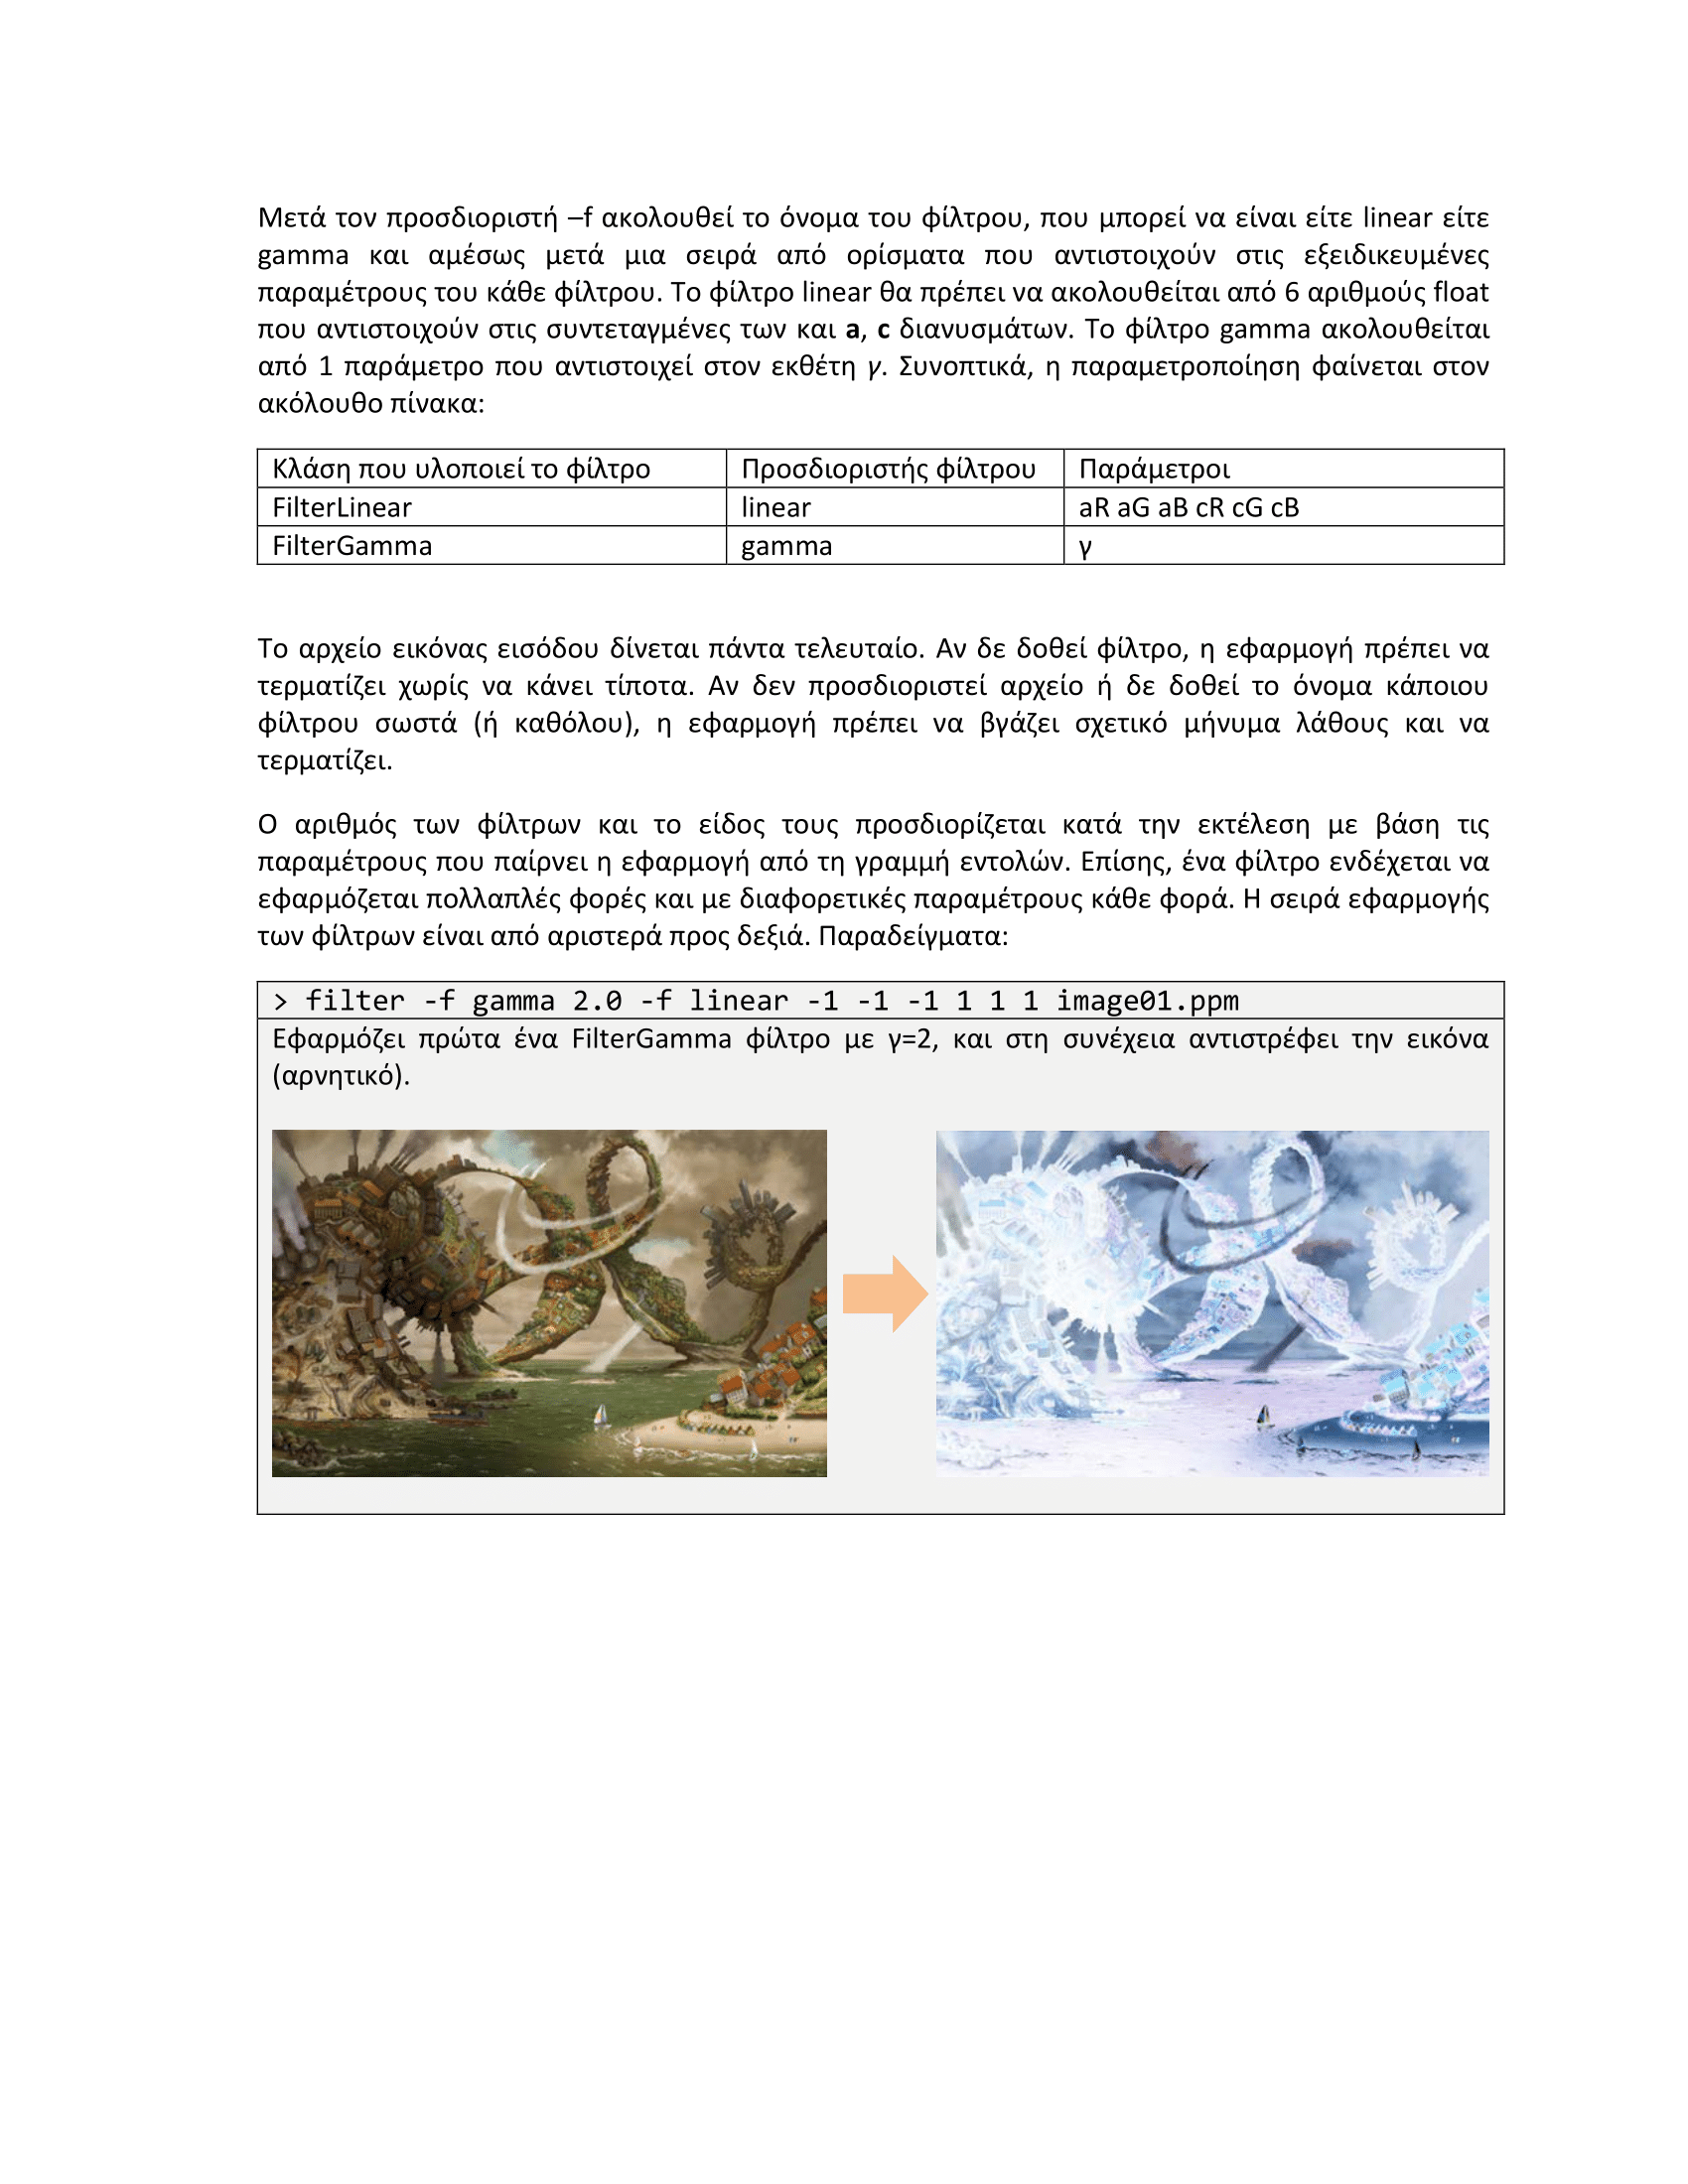 Μετά τον προσδιοριστή –f ακολουθεί το όνομα του φίλτρου, που μπορεί να είναι είτε linear είτε
gamma και αμέσως μετά μια σειρά από ορίσματα που αντιστοιχούν στις εξειδικευμένες
παραμέτρους του κάθε φίλτρου. Το φίλτρο linear θα πρέπει να ακολουθείται από 6 αριθμούς float
που αντιστοιχούν στις συντεταγμένες των και a, c διανυσμάτων. Το φίλτρο gamma ακολουθείται
από 1 παράμετρο που αντιστοιχεί στον εκθέτη γ. Συνοπτικά, η παραμετροποίηση φαίνεται στον
ακόλουθο πίνακα:
Κλάση που υλοποιεί το φίλτρο Προσδιοριστής φίλτρου Παράμετροι
FilterLinear linear aR aG aB cR cG cB
FilterGamma gamma γ
Το αρχείο εικόνας εισόδου δίνεται πάντα τελευταίο. Αν δε δοθεί φίλτρο, η εφαρμογή πρέπει να
τερματίζει χωρίς να κάνει τίποτα. Αν δεν προσδιοριστεί αρχείο ή δε δοθεί το όνομα κάποιου
φίλτρου σωστά (ή καθόλου), η εφαρμογή πρέπει να βγάζει σχετικό μήνυμα λάθους και να
τερματίζει.
Ο αριθμός των φίλτρων και το είδος τους προσδιορίζεται κατά την εκτέλεση με βάση τις
παραμέτρους που παίρνει η εφαρμογή από τη γραμμή εντολών. Επίσης, ένα φίλτρο ενδέχεται να
εφαρμόζεται πολλαπλές φορές και με διαφορετικές παραμέτρους κάθε φορά. Η σειρά εφαρμογής
των φίλτρων είναι από αριστερά προς δεξιά. Παραδείγματα:
> filter -f gamma 2.0 -f linear -1 -1 -1 1 1 1 image01.ppm
Εφαρμόζει πρώτα ένα FilterGamma φίλτρο με γ=2, και στη συνέχεια αντιστρέφει την εικόνα
(αρνητικό).